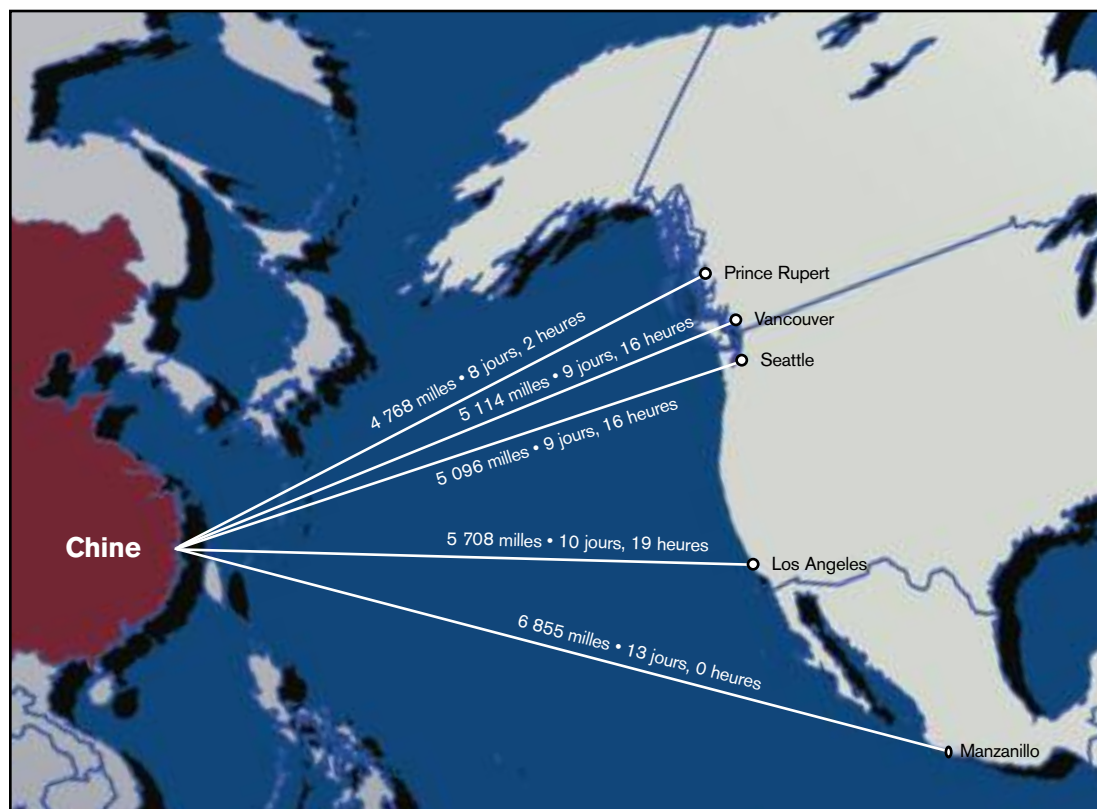 Prince Rupert
Vancouver
Seattle
4 768 milles • 8 jours, 2 heures
5 114 milles • 9 jours, 16 heures
5 096 milles • 9 jours, 16 heures
Chine
5 708 milles • 10 jours, 19 heures
Los Angeles
6 855 milles • 13 jours, 0 heures
Manzanillo